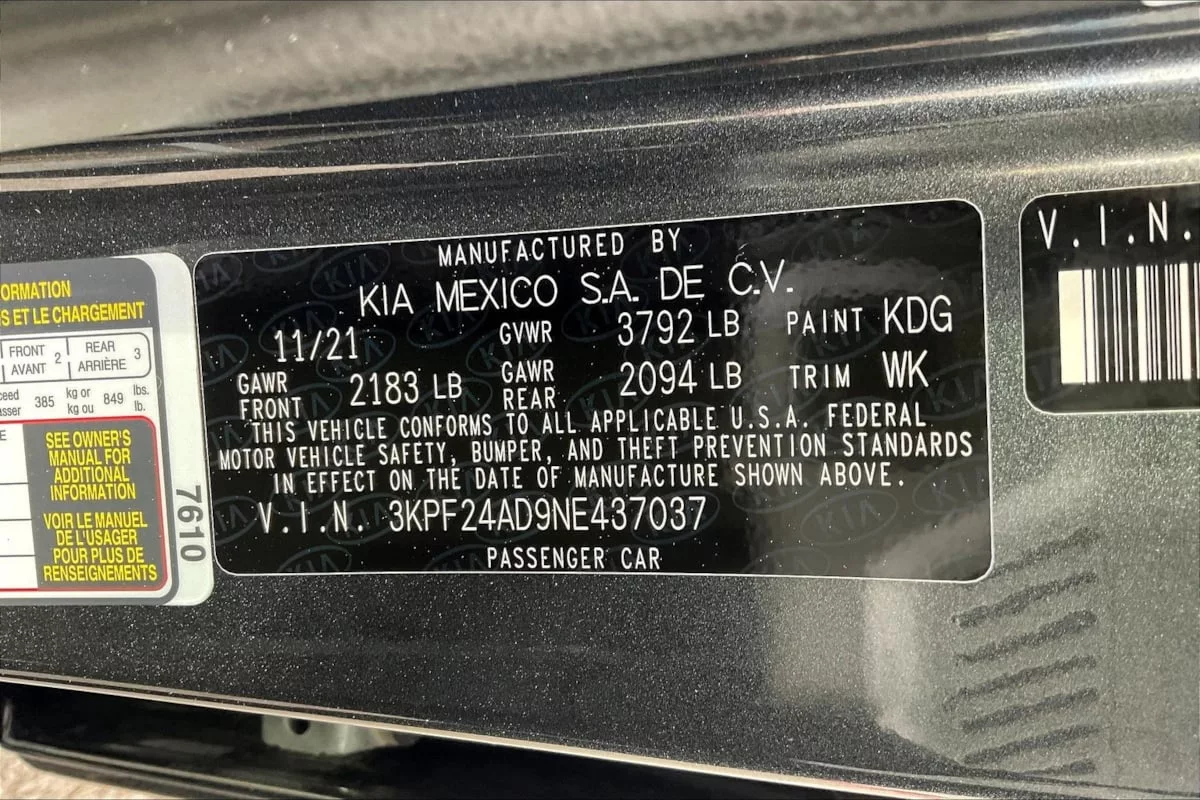 ORMATION
S ET LE CHARGEMENT
FRONT 2 REAR 3
AVANT ARRIÈRE
ceed 385 kg or 849 lbs.
asser kg ou lb.
E
SEE OWNER'S
MANUAL FOR
ADDITIONAL
INFORMATION
VOIR LE MANUEL
DE L'USAGER
POUR PLUS DE
RENSEIGNEMENTS
7610
MANUFACTURED BY
KIA MEXICO S.A. DE C.V.
11/21 GVWR 3792 LB PAINT KDG
GAWR FRONT 2183 LB GAWR REAR 2094 LB TRIM WK
THIS VEHICLE CONFORMS TO ALL APPLICABLE U.S.A. FEDERAL
MOTOR VEHICLE SAFETY, BUMPER, AND THEFT PREVENTION STANDARDS
IN EFFECT ON THE DATE OF MANUFACTURE SHOWN ABOVE.
V.I.N. 3KPF24AD9NE437037
PASSENGER CAR
V.I.N.